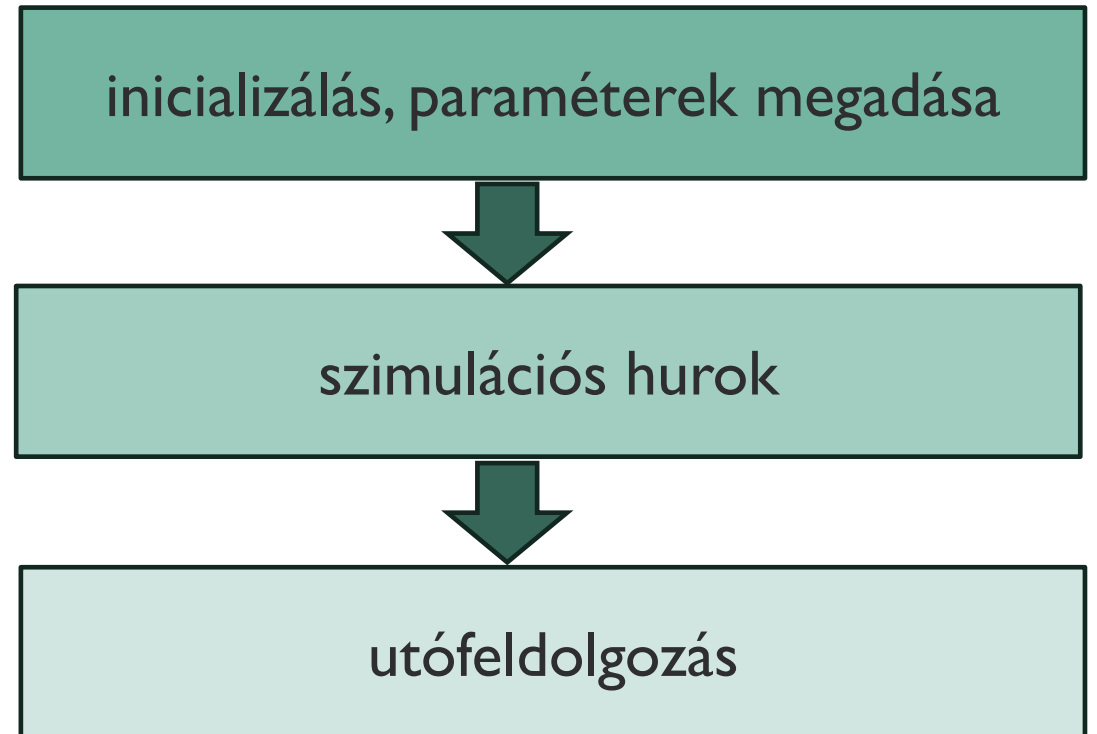 inicializálás, paraméterek megadása
szimulációs hurok
utófeldolgozás